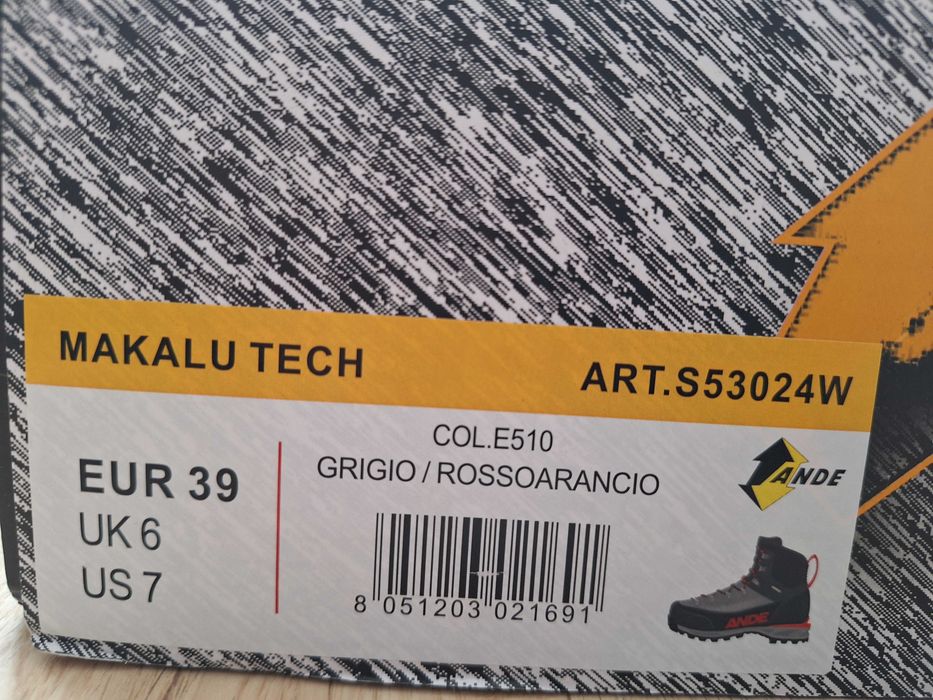 MAKALU TECH
ART.S53024W
COL.E510
GRIGIO / ROSSOARANCIO
EUR 39
UK 6
US 7
8 051203 021691
ANDE
ANDE